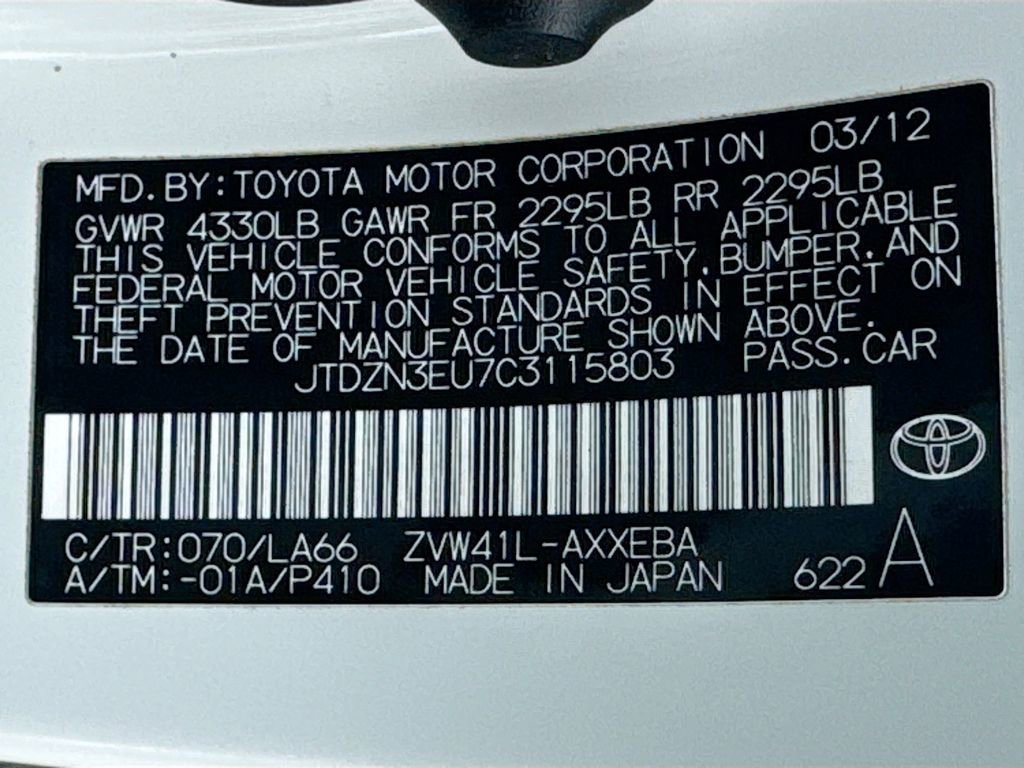 MFD. BY: TOYOTA MOTOR CORPORATION 03/12
GVWR 4330LB GAWR FR 2295LB RR 2295LB
THIS VEHICLE CONFORMS TO ALL APPLICABLE
FEDERAL MOTOR VEHICLE SAFETY, BUMPER, AND
THEFT PREVENTION STANDARDS IN EFFECT ON
THE DATE OF MANUFACTURE SHOWN ABOVE.
JTDZN3EU7C3115803 PASS. CAR
C/TR: 070/LA66 ZVW41L-AXXEBA
A/TM: -01A/P410 MADE IN JAPAN 622 A